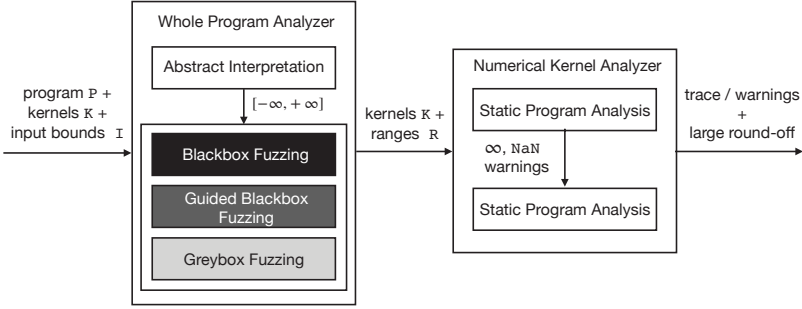 Whole Program Analyzer
Abstract Interpretation
[−∞, + ∞]
program P +
kernels K +
input bounds I
Blackbox Fuzzing
Guided Blackbox
Fuzzing
Greybox Fuzzing
kernels K +
ranges R
Numerical Kernel Analyzer
Static Program Analysis
∞, NaN
warnings
Static Program Analysis
trace / warnings
+
large round-off